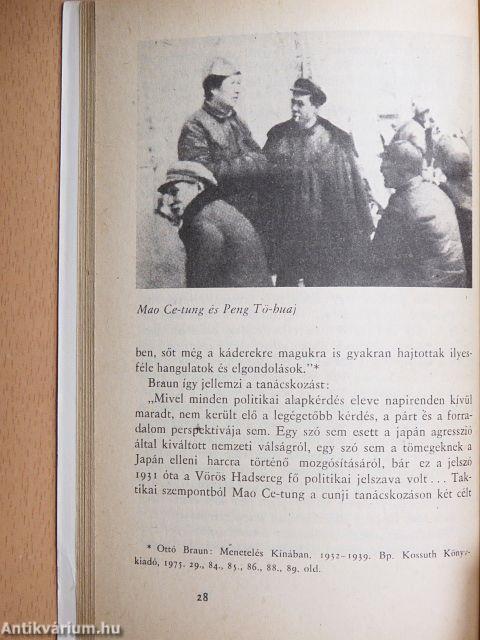 Mao Ce-tung és Peng Tö-huaj
ben, sőt még a káderekre magukra is gyakran hajtottak ilyes-
féle hangulatok és elgondolások."*
Braun így jellemzi a tanácskozást:
„Mivel minden politikai alapkérdés eleve napirenden kívül
maradt, nem került elő a legégetőbb kérdés, a párt és a forra-
dalom perspektívája sem. Egy szó sem esett a japán agresszió
által kiváltott nemzeti válságról, egy szó sem a tömegeknek a
Japán elleni harcra történő mozgósításáról, bár ez a jelszó
1931 óta a Vörös Hadsereg fő politikai jelszava volt... Tak-
tikai szempontból Mao Ce-tung a cunji tanácskozáson két célt
* Ottó Braun: Menetelés Kínában, 1932–1939. Bp. Kossuth Könyv-
kiadó, 1975. 29., 84., 85., 86., 88., 89. old.
28
Antikvárium.hu